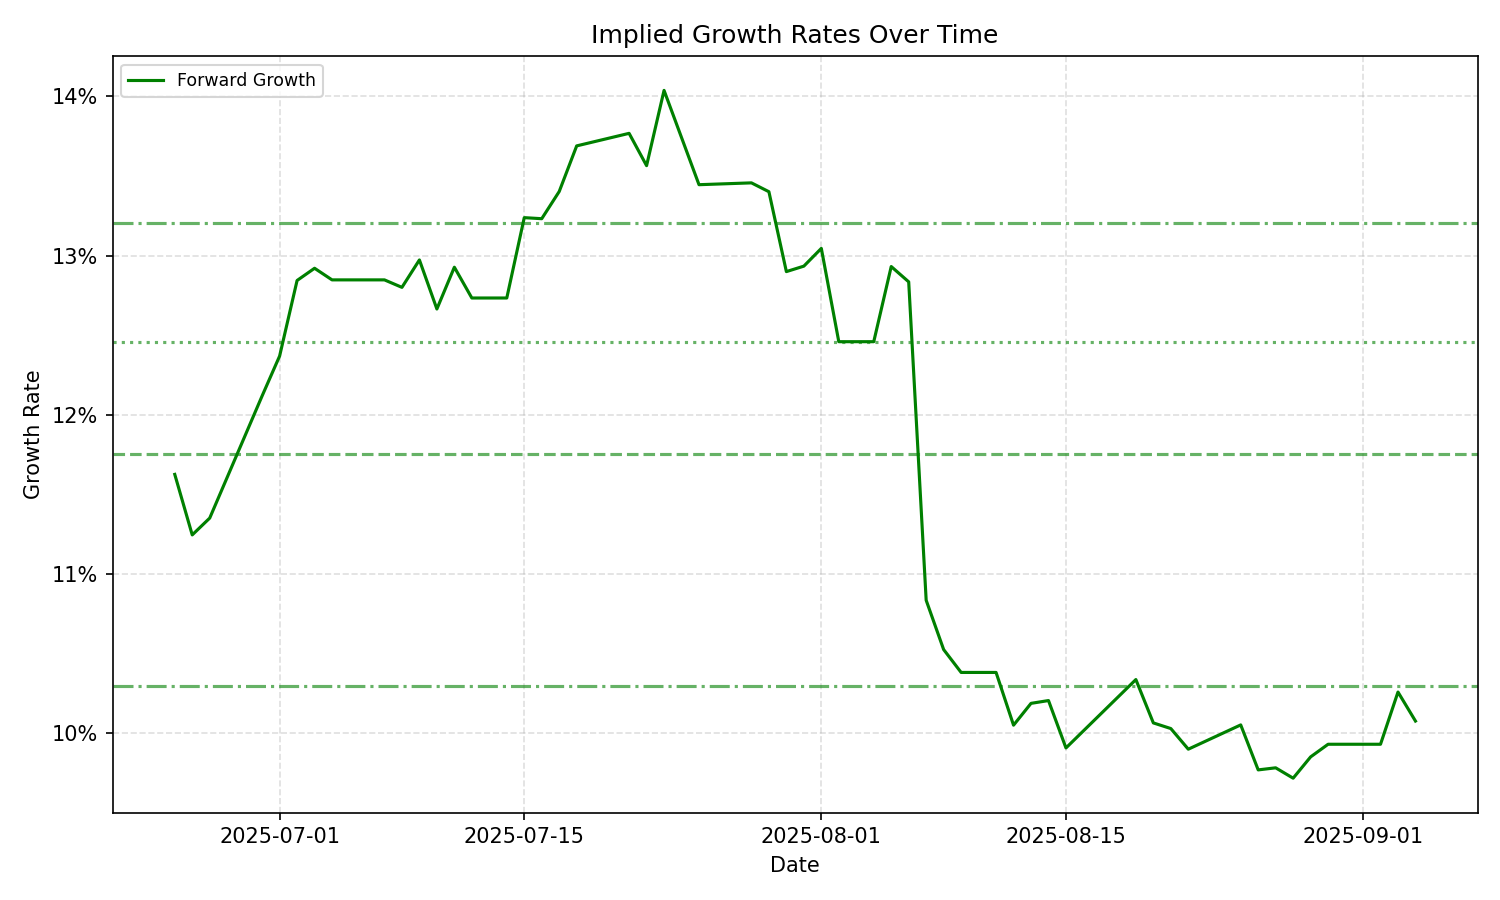 Implied Growth Rates Over Time
Forward Growth
14%
13%
12%
11%
10%
Growth Rate
2025-07-01
2025-07-15
2025-08-01
2025-08-15
2025-09-01
Date